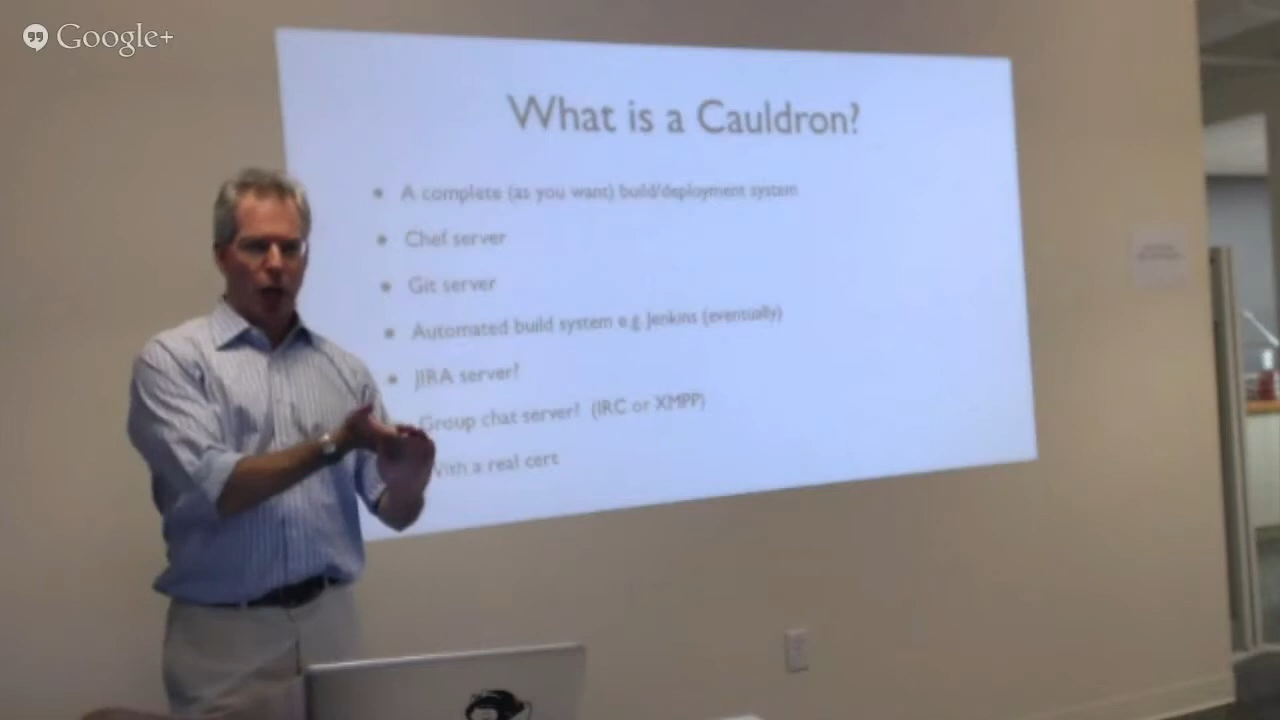 Google+
What is a Cauldron?
A complete (as you want) build/deployment system
Chef server
Git server
Automated build system e.g. Jenkins (eventually)
JIRA server?
Group chat server? (IRC or XMPP)
With a real cert